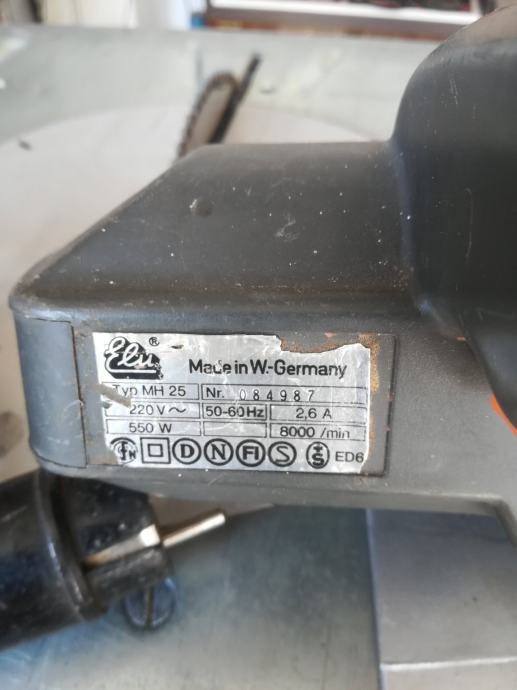 Elu ®
Made in W.-Germany
Typ MH 25 Nr. 084987
220 V ~ 50-60 Hz 2,6 A
550 W 8000 /min
D N FI S S ED6